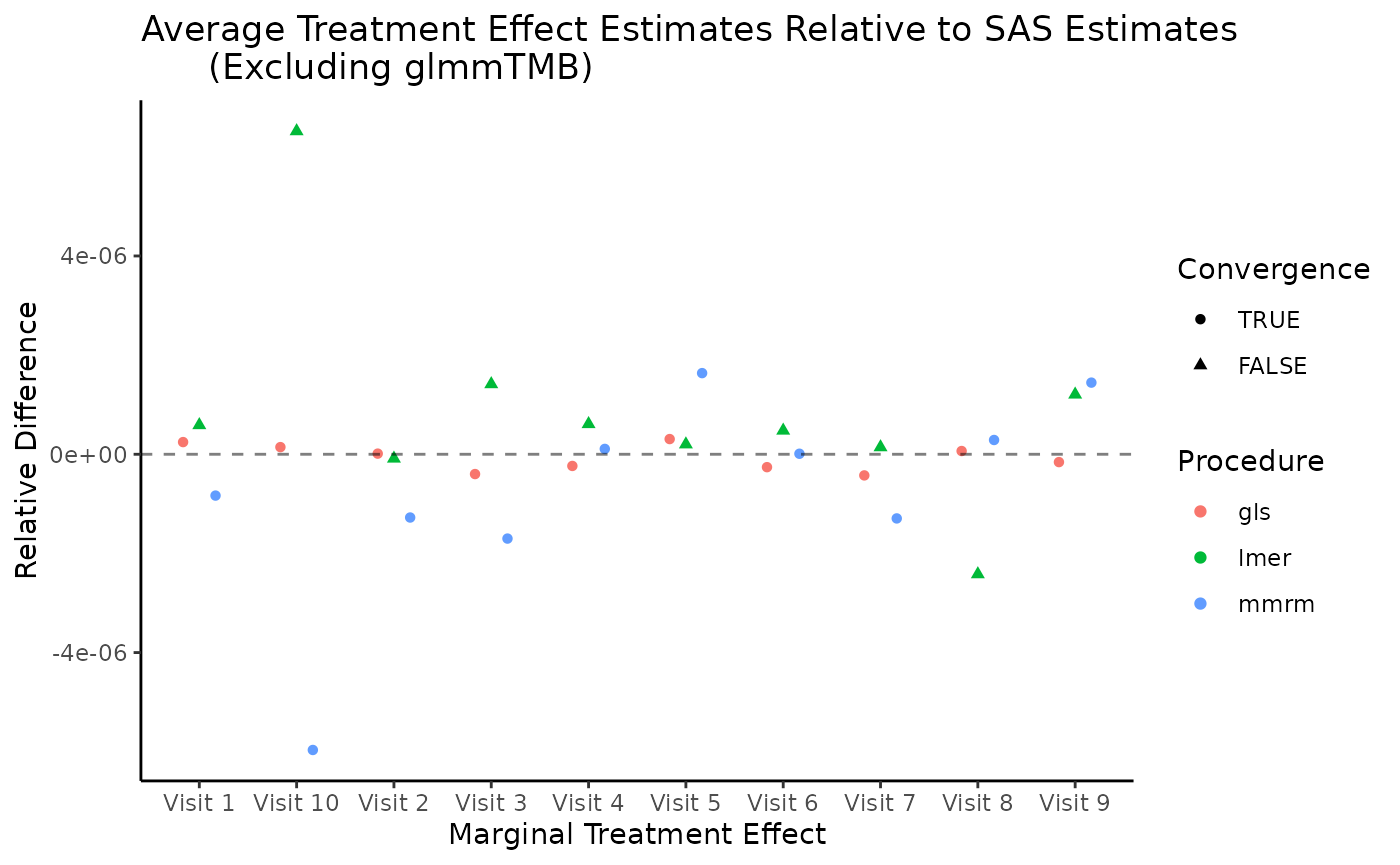 Average Treatment Effect Estimates Relative to SAS Estimates
(Excluding glmmTMB)
Relative Difference
4e-06
0e+00
-4e-06
Visit 1 Visit 10 Visit 2 Visit 3 Visit 4 Visit 5 Visit 6 Visit 7 Visit 8 Visit 9
Marginal Treatment Effect
Convergence
TRUE
FALSE
Procedure
gls
lmer
mmrm